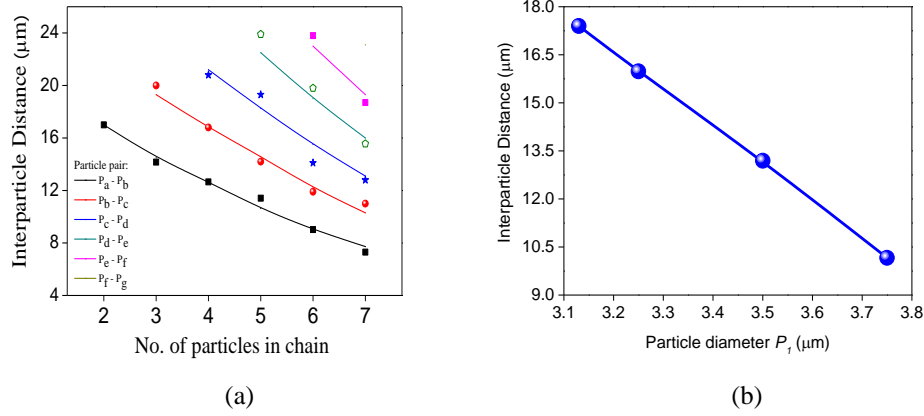 24
20
16
12
8
4
Interparticle Distance (μm)
Particle pair:
Pa - Pb
Pb - Pc
Pc - Pd
Pd - Pe
Pe - Pf
Pf - Pg
2 3 4 5 6 7
No. of particles in chain
(a)
18.0
16.5
15.0
13.5
12.0
10.5
9.0
Interparticle Distance (μm)
3.1 3.2 3.3 3.4 3.5 3.6 3.7 3.8
Particle diameter P1 (μm)
(b)